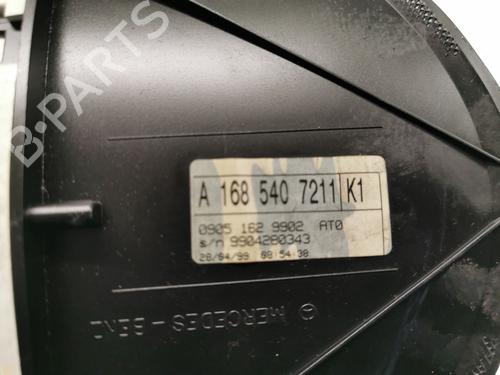 B-PARTS
A 168 540 7211 K1
0905 162 9902 AT0
s/n 9904280343
28/04/99 08:54:38
MERCEDES-BENZ